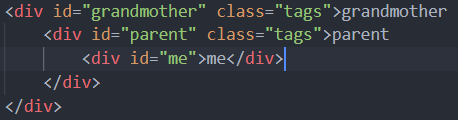 <div id="grandmother" class="tags">grandmother
    <div id="parent" class="tags">parent
        <div id="me">me</div>
    </div>
</div>